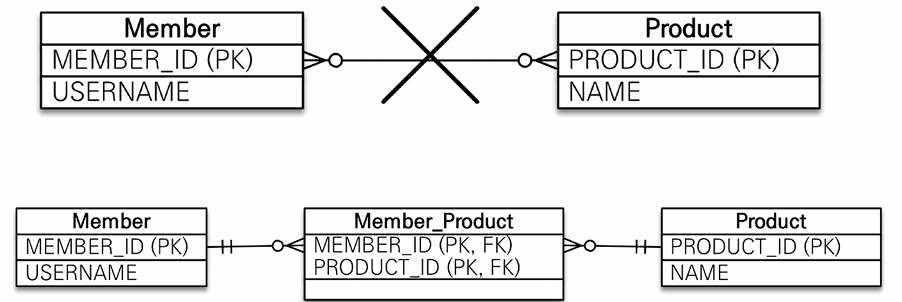 Member
MEMBER_ID (PK)
USERNAME
Product
PRODUCT_ID (PK)
NAME
Member
MEMBER_ID (PK)
USERNAME
Member_Product
MEMBER_ID (PK, FK)
PRODUCT_ID (PK, FK)
Product
PRODUCT_ID (PK)
NAME